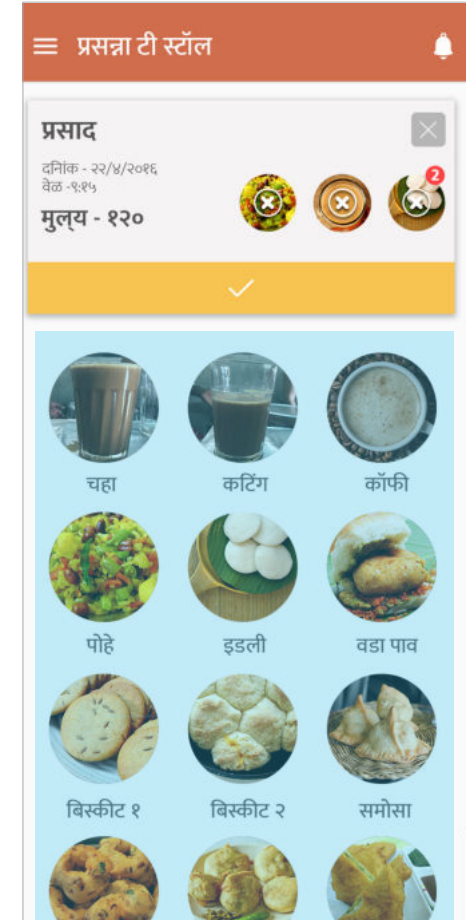 प्रसन्ना टी स्टॉल
प्रसाद
दनिांक - २२/४/२०१६
वेळ -९:१५
मुल्य - १२०
2
चहा
कटिंग
कॉफी
पोहे
इडली
वडा पाव
बिस्कीट १
बिस्कीट २
समोसा